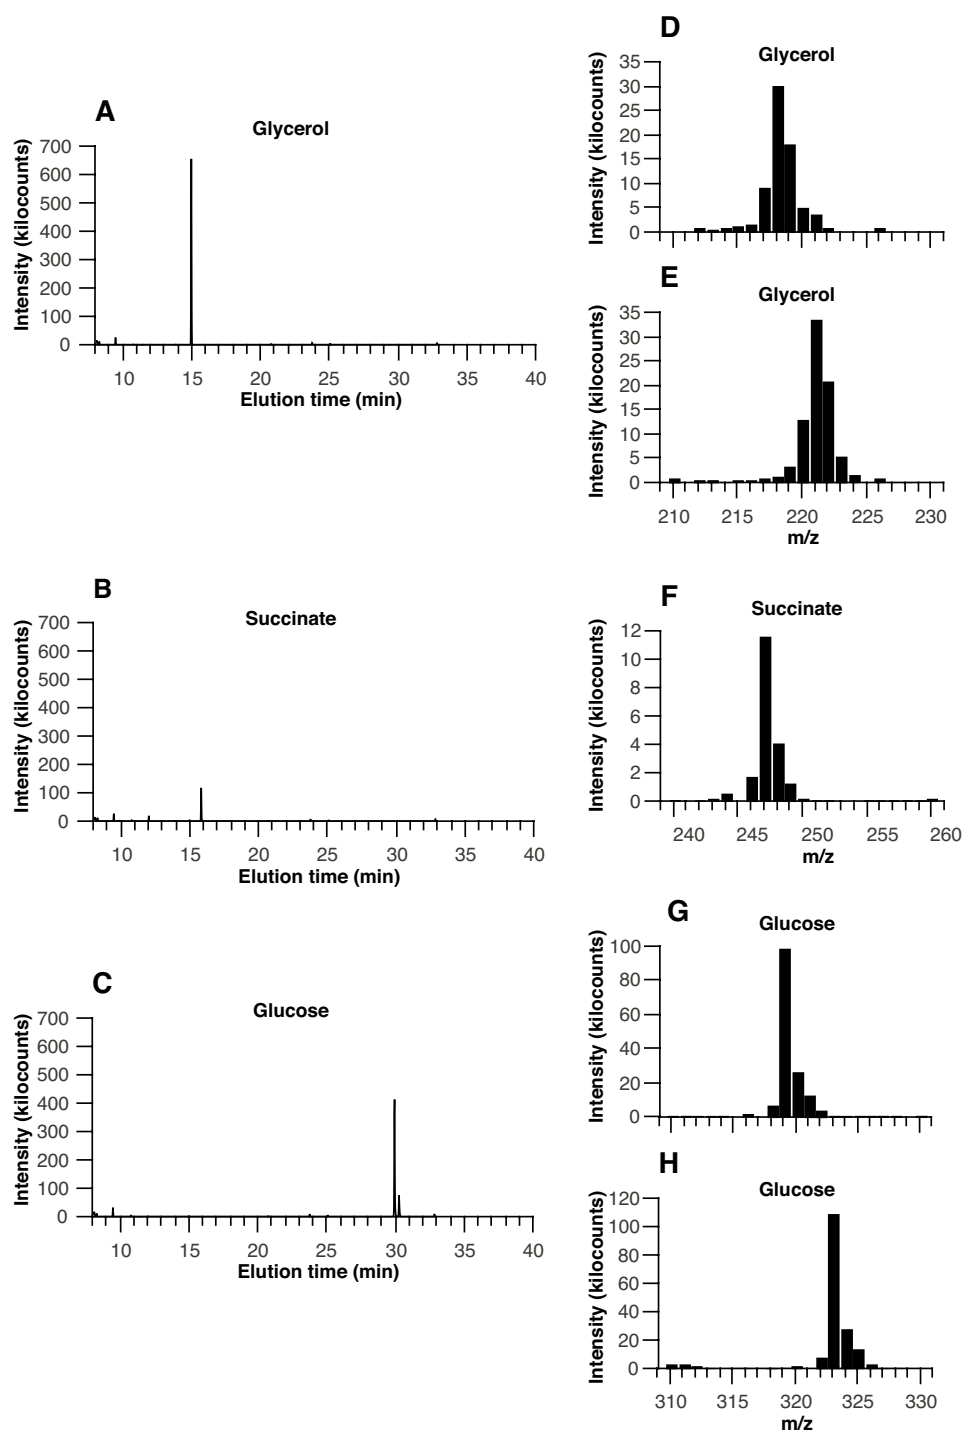 A
Glycerol
Intensity (kilocounts)
700
600
500
400
300
200
100
0
10 15 20 25 30 35 40
Elution time (min)
B
Succinate
Intensity (kilocounts)
700
600
500
400
300
200
100
0
10 15 20 25 30 35 40
Elution time (min)
C
Glucose
Intensity (kilocounts)
700
600
500
400
300
200
100
0
10 15 20 25 30 35 40
Elution time (min)
D
Glycerol
Intensity (kilocounts)
35
30
25
20
15
10
5
0
E
Glycerol
Intensity (kilocounts)
35
30
25
20
15
10
5
0
210 215 220 225 230
m/z
F
Succinate
Intensity (kilocounts)
12
10
8
6
4
2
0
240 245 250 255 260
m/z
G
Glucose
Intensity (kilocounts)
100
80
60
40
20
0
H
Glucose
Intensity (kilocounts)
120
100
80
60
40
20
0
310 315 320 325 330
m/z